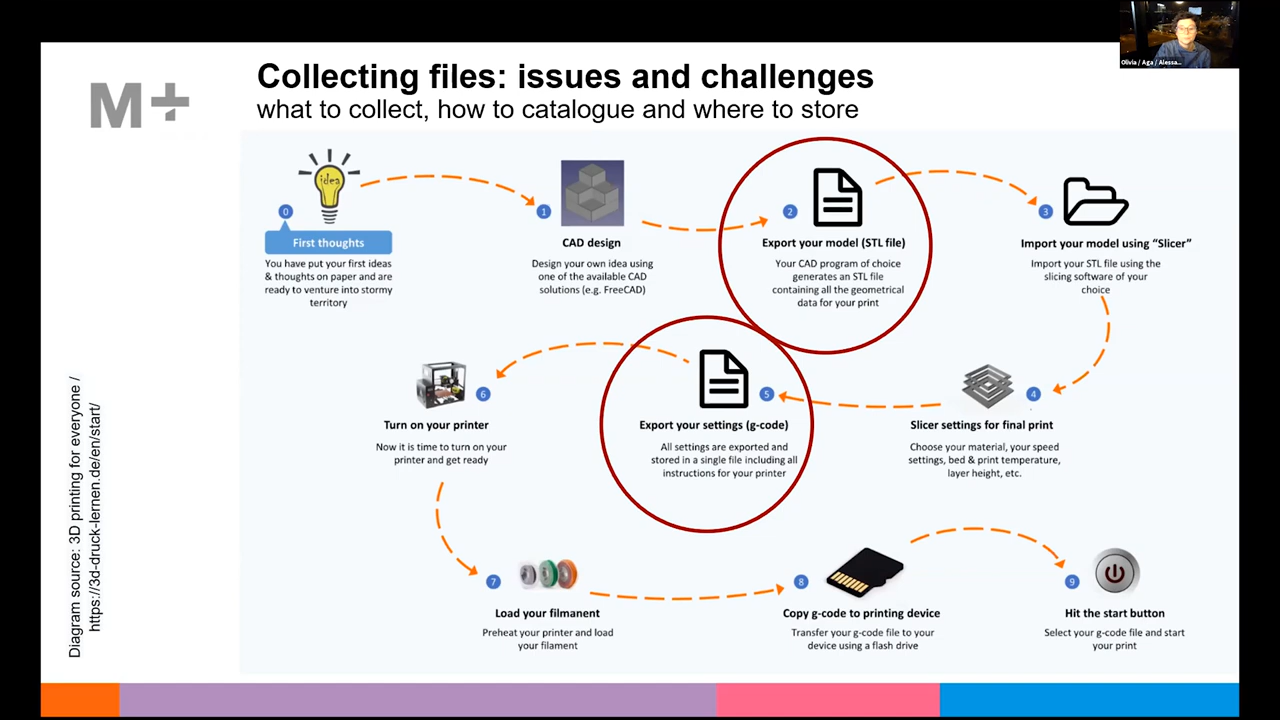 Olivia / Aga / Alessa...
M+
Collecting files: issues and challenges
what to collect, how to catalogue and where to store
idea
0
First thoughts
You have put your first ideas
& thoughts on paper and are
ready to venture into stormy
territory
1
CAD design
Design your own idea using
one of the available CAD
solutions (e.g. FreeCAD)
2
Export your model (STL file)
Your CAD program of choice
generates an STL file
containing all the geometrical
data for your print
3
Import your model using “Slicer”
Import your STL file using the
slicing software of your
choice
4
Slicer settings for final print
Choose your material, your speed
settings, bed & print temperature,
layer height, etc.
5
Export your settings (g-code)
All settings are exported and
stored in a single file including all
instructions for your printer
6
Turn on your printer
Now it is time to turn on your
printer and get ready
7
Load your filmanent
Preheat your printer and load
your filament
8
Copy g-code to printing device
Transfer your g-code file to your
device using a flash drive
9
Hit the start button
Select your g-code file and start
your print
Diagram source: 3D printing for everyone /
https://3d-druck-lernen.de/en/start/